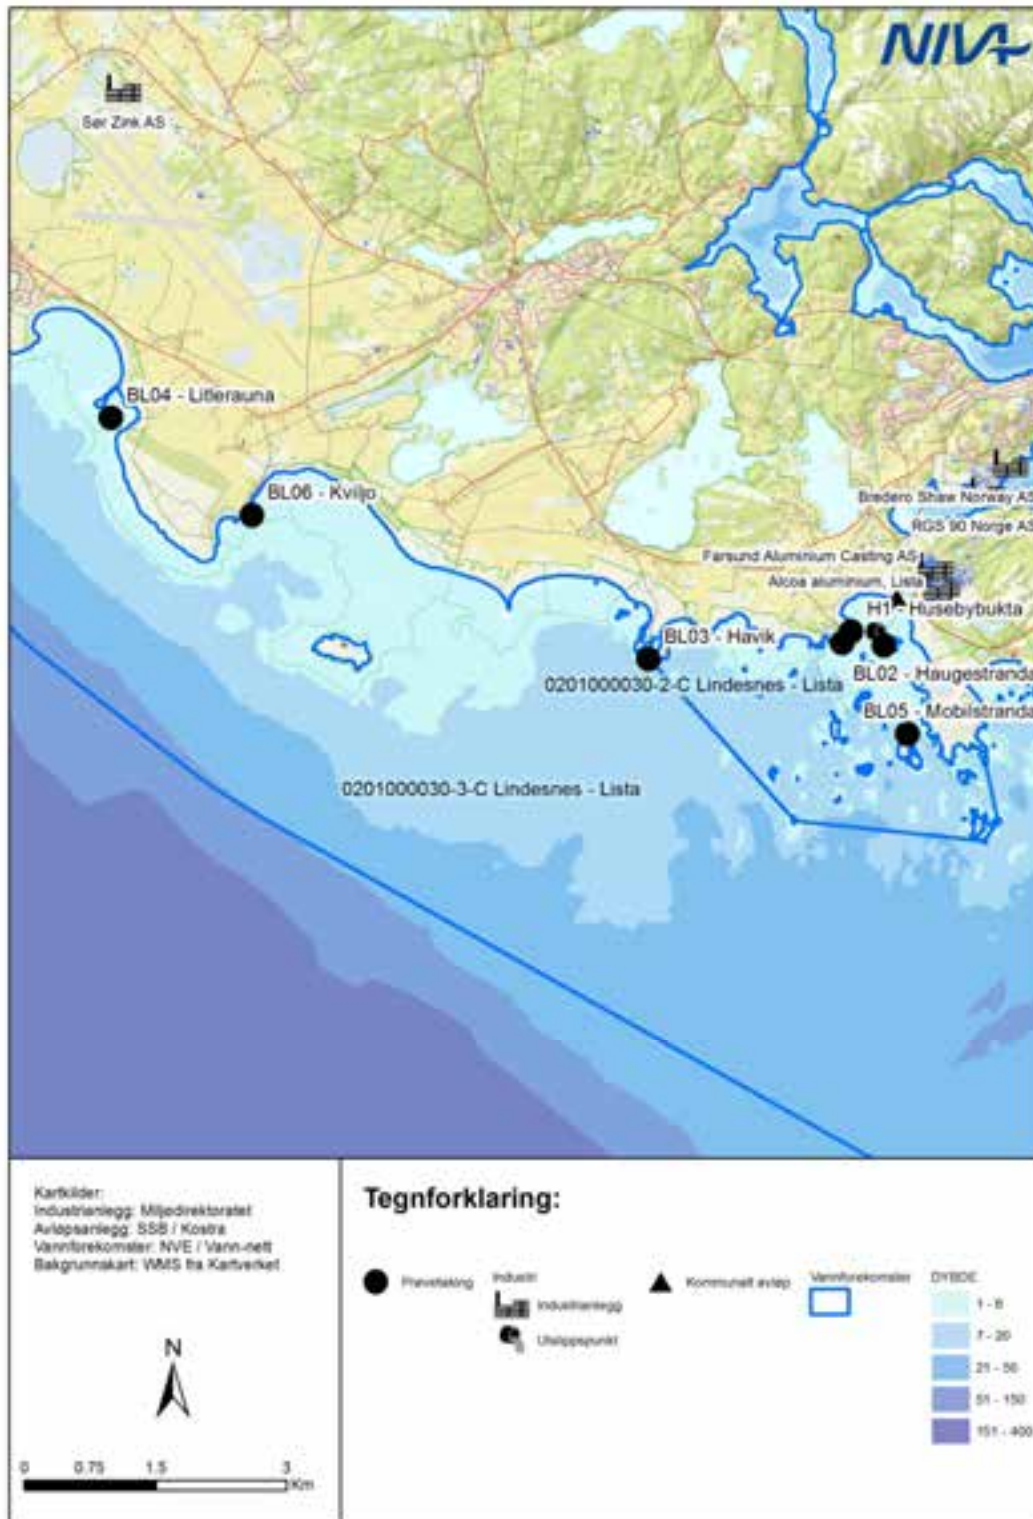 NIVA
Sør Zink AS
BL04 - Litlerauna
BL06 - Kviljo
Bredero Shaw Norway AS
RGS 90 Norge AS
Farsund Aluminium Casting AS
Alcoa aluminium, Lista
H1 - Husebybukta
BL03 - Havik
BL02 - Haugestranda
0201000030-2-C Lindesnes - Lista
BL05 - Mobilstranda
0201000030-3-C Lindesnes - Lista
Kartkilder:
Industrianlegg: Miljødirektoratet
Avløpsanlegg: SSB / Kostra
Vannforekomster: NVE / Vann-nett
Bakgrunnskart: WMS fra Kartverket
N
0 0.75 1.5 3
Km
Tegnforklaring:
Prøvetaking
Industri
Industrianlegg
Utslippspunkt
Kommunalt avløp
Vannforekomster
DYBDE
1 - 6
7 - 20
21 - 50
51 - 150
151 - 400